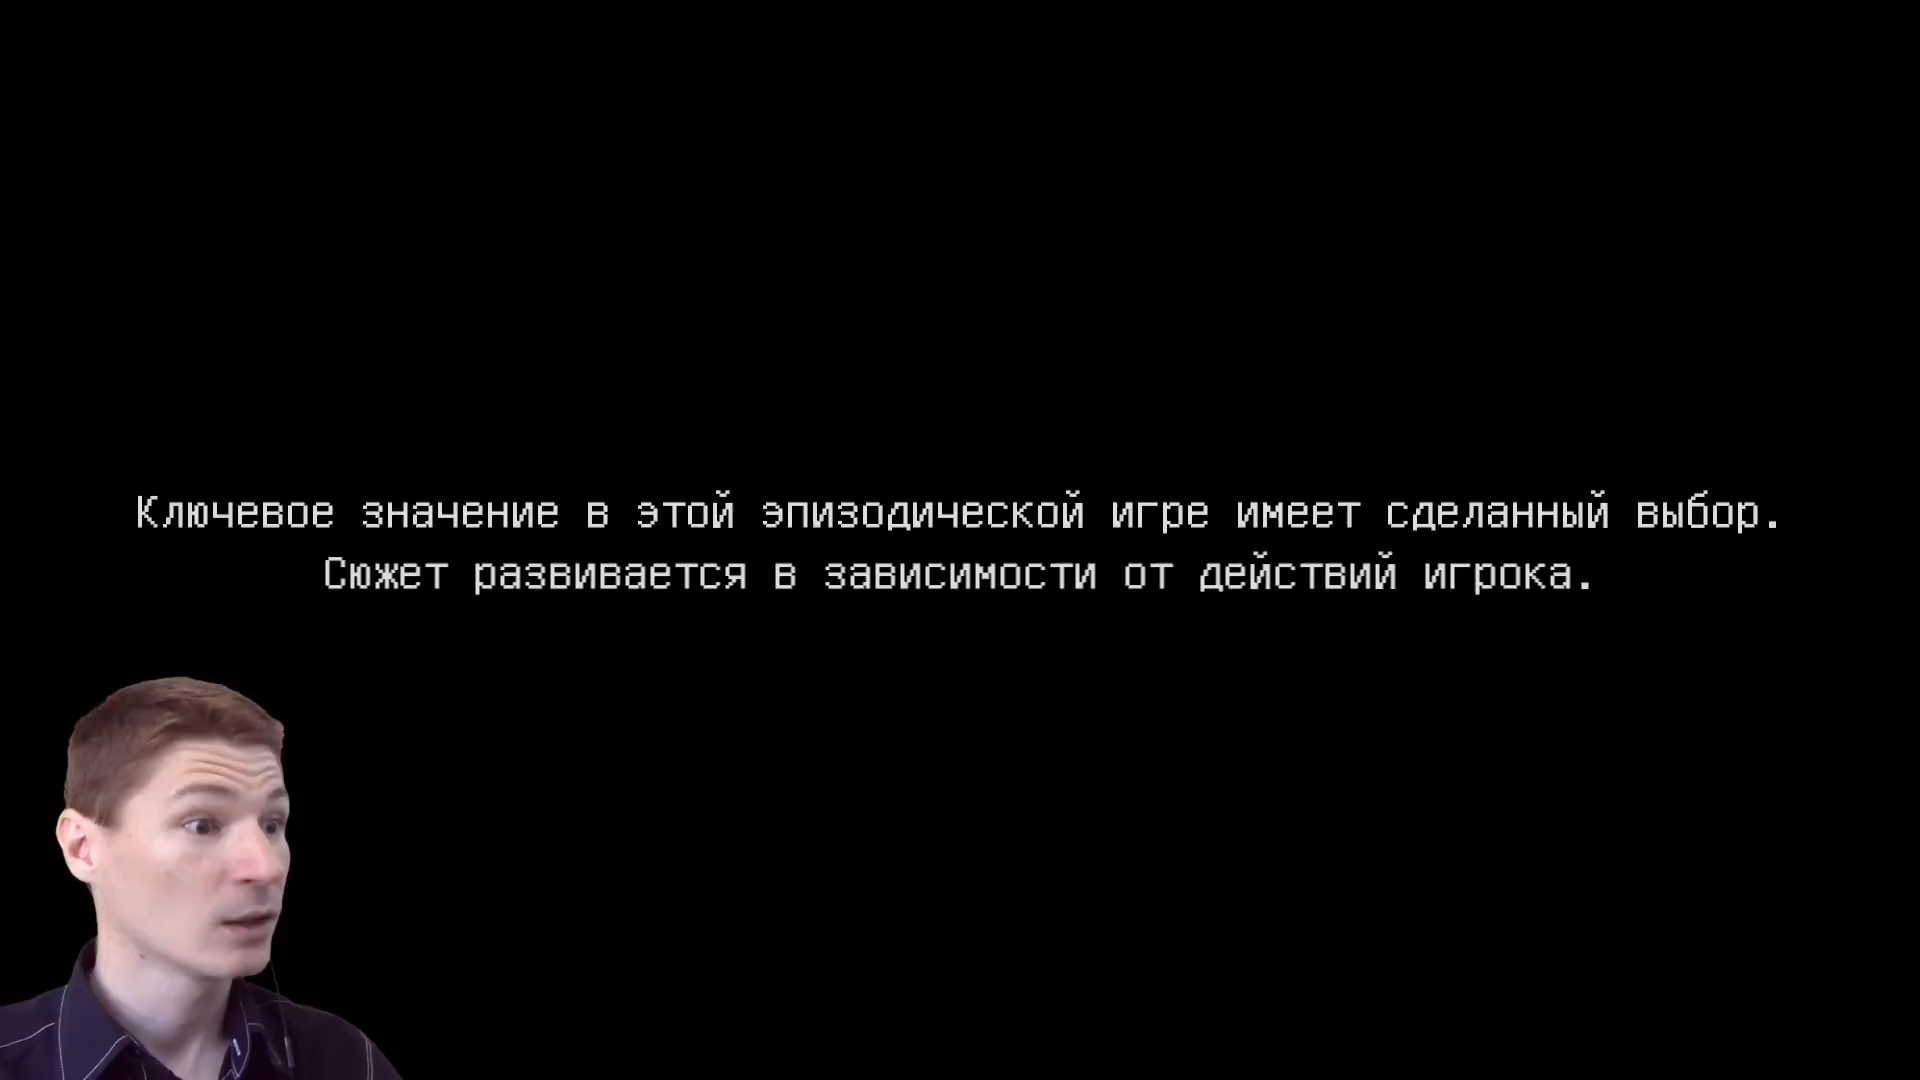 Ключевое значение в этой эпизодической игре имеет сделанный выбор.
Сюжет развивается в зависимости от действий игрока.